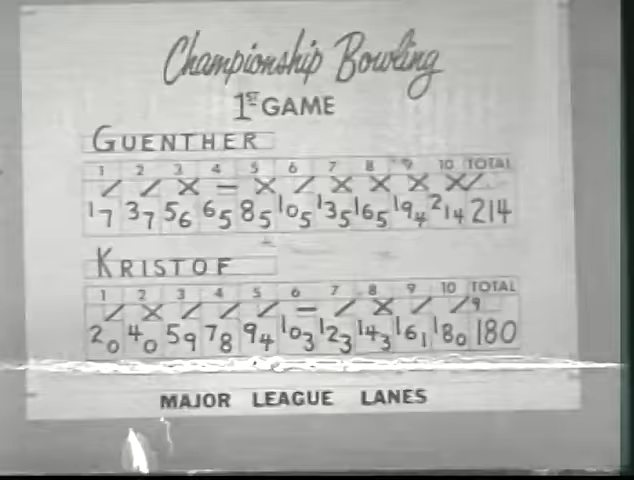 Championship Bowling
1ST GAME
GUENTHER
1 2 3 4 5 6 7 8 9 10 TOTAL
/ / X – X / X X X X/
17 37 56 65 85 105 135 165 194 214 214
KRISTOF
1 2 3 4 5 6 7 8 9 10 TOTAL
/ X / / / – / X / /9
20 40 59 78 94 103 123 143 161 180 180
MAJOR LEAGUE LANES